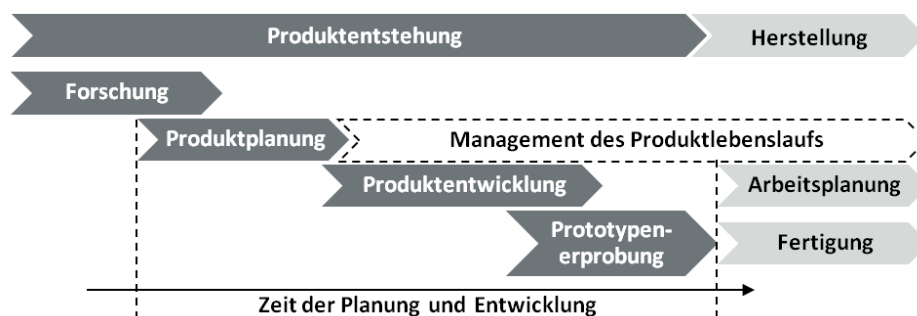 Produktentstehung
Herstellung
Forschung
Produktplanung
Management des Produktlebenslaufs
Produktentwicklung
Arbeitsplanung
Prototypen-
erprobung
Fertigung
Zeit der Planung und Entwicklung